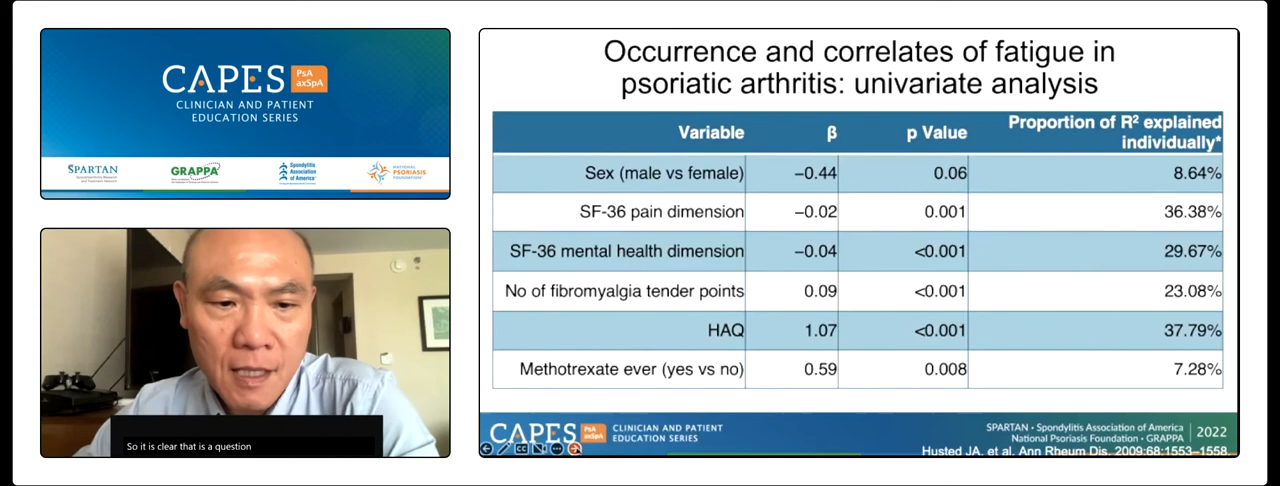 CAPES PsA axSpA
CLINICIAN AND PATIENT
EDUCATION SERIES
SPARTAN
GRAPPA
Spondylitis
Association
of America
NATIONAL
PSORIASIS
FOUNDATION
So it is clear that is a question
Occurrence and correlates of fatigue in
psoriatic arthritis: univariate analysis
Variable β p Value Proportion of R² explained individually*
Sex (male vs female) −0.44 0.06 8.64%
SF-36 pain dimension −0.02 0.001 36.38%
SF-36 mental health dimension −0.04 <0.001 29.67%
No of fibromyalgia tender points 0.09 <0.001 23.08%
HAQ 1.07 <0.001 37.79%
Methotrexate ever (yes vs no) 0.59 0.008 7.28%
CAPES PsA axSpA
CLINICIAN AND PATIENT
EDUCATION SERIES
SPARTAN • Spondylitis Association of America
National Psoriasis Foundation • GRAPPA
2022
Husted JA, et al. Ann Rheum Dis. 2009:68:1553–1558.